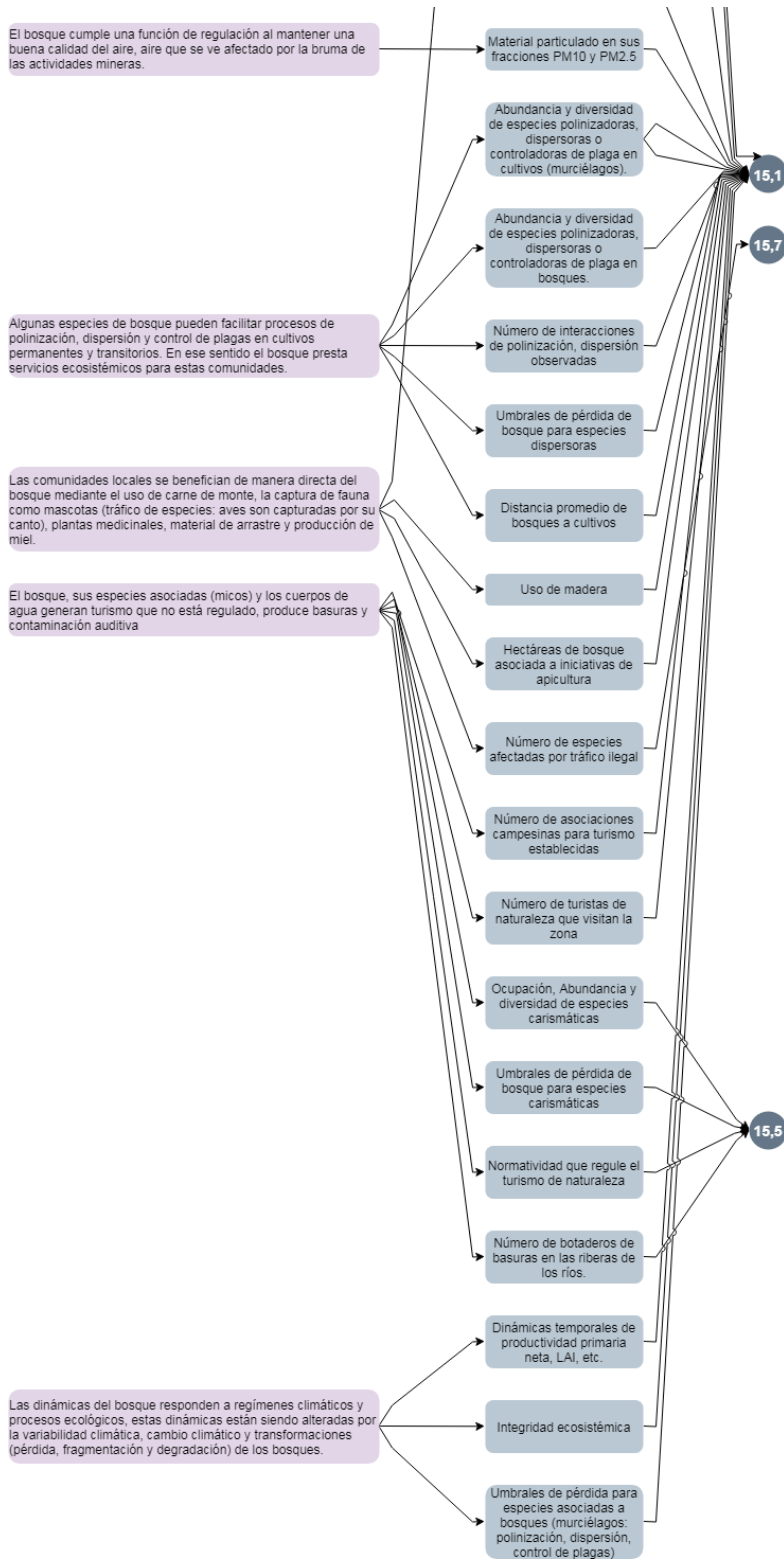 El bosque cumple una función de regulación al mantener una
buena calidad del aire, aire que se ve afectado por la bruma de
las actividades mineras.
Material particulado en sus
fracciones PM10 y PM2.5
Abundancia y diversidad
de especies polinizadoras,
dispersoras o
controladoras de plaga en
cultivos (murciélagos).
15,1
Abundancia y diversidad
de especies polinizadoras,
dispersoras o
controladoras de plaga en
bosques.
15,7
Algunas especies de bosque pueden facilitar procesos de
polinización, dispersión y control de plagas en cultivos
permanentes y transitorios. En ese sentido el bosque presta
servicios ecosistémicos para estas comunidades.
Número de interacciones
de polinización, dispersión
observadas
Umbrales de pérdida de
bosque para especies
dispersoras
Las comunidades locales se benefician de manera directa del
bosque mediante el uso de carne de monte, la captura de fauna
como mascotas (tráfico de especies: aves son capturadas por su
canto), plantas medicinales, material de arrastre y producción de
miel.
Distancia promedio de
bosques a cultivos
El bosque, sus especies asociadas (micos) y los cuerpos de
agua generan turismo que no está regulado, produce basuras y
contaminación auditiva
Uso de madera
Hectáreas de bosque
asociada a iniciativas de
apicultura
Número de especies
afectadas por tráfico ilegal
Número de asociaciones
campesinas para turismo
establecidas
Número de turistas de
naturaleza que visitan la
zona
Ocupación, Abundancia y
diversidad de especies
carismáticas
Umbrales de pérdida de
bosque para especies
carismáticas
15,5
Normatividad que regule el
turismo de naturaleza
Número de botaderos de
basuras en las riberas de
los ríos.
Dinámicas temporales de
productividad primaria
neta, LAI, etc.
Las dinámicas del bosque responden a regímenes climáticos y
procesos ecológicos, estas dinámicas están siendo alteradas por
la variabilidad climática, cambio climático y transformaciones
(pérdida, fragmentación y degradación) de los bosques.
Integridad ecosistémica
Umbrales de pérdida para
especies asociadas a
bosques (murciélagos:
polinización, dispersión,
control de plagas)